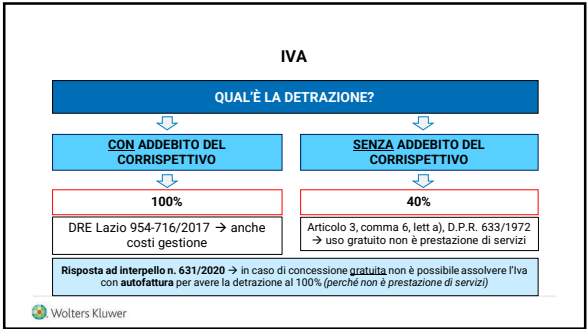 IVA
QUAL'È LA DETRAZIONE?
CON ADDEBITO DEL
CORRISPETTIVO
SENZA ADDEBITO DEL
CORRISPETTIVO
100%
40%
DRE Lazio 954-716/2017 → anche
costi gestione
Articolo 3, comma 6, lett a), D.P.R. 633/1972
→ uso gratuito non è prestazione di servizi
Risposta ad interpello n. 631/2020 → in caso di concessione gratuita non è possibile assolvere l'Iva
con autofattura per avere la detrazione al 100% (perché non è prestazione di servizi)
Wolters Kluwer